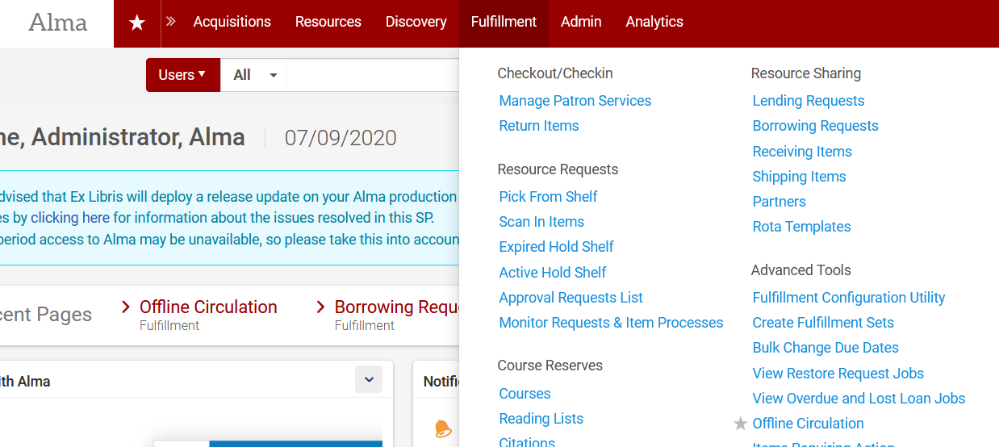 Alma
Acquisitions
Resources
Discovery
Fulfillment
Admin
Analytics
Users
All
ne, Administrator, Alma
07/09/2020
dvised that Ex Libris will deploy a release update on your Alma production
es by clicking here for information about the issues resolved in this SP.
period access to Alma may be unavailable, so please take this into accoun
cent Pages
Offline Circulation
Fulfillment
Borrowing Requ
Fulfillment
ith Alma
Notific
Checkout/Checkin
Manage Patron Services
Return Items
Resource Requests
Pick From Shelf
Scan In Items
Expired Hold Shelf
Active Hold Shelf
Approval Requests List
Monitor Requests & Item Processes
Course Reserves
Courses
Reading Lists
Citations
Resource Sharing
Lending Requests
Borrowing Requests
Receiving Items
Shipping Items
Partners
Rota Templates
Advanced Tools
Fulfillment Configuration Utility
Create Fulfillment Sets
Bulk Change Due Dates
View Restore Request Jobs
View Overdue and Lost Loan Jobs
Offline Circulation
Items Requiring Action